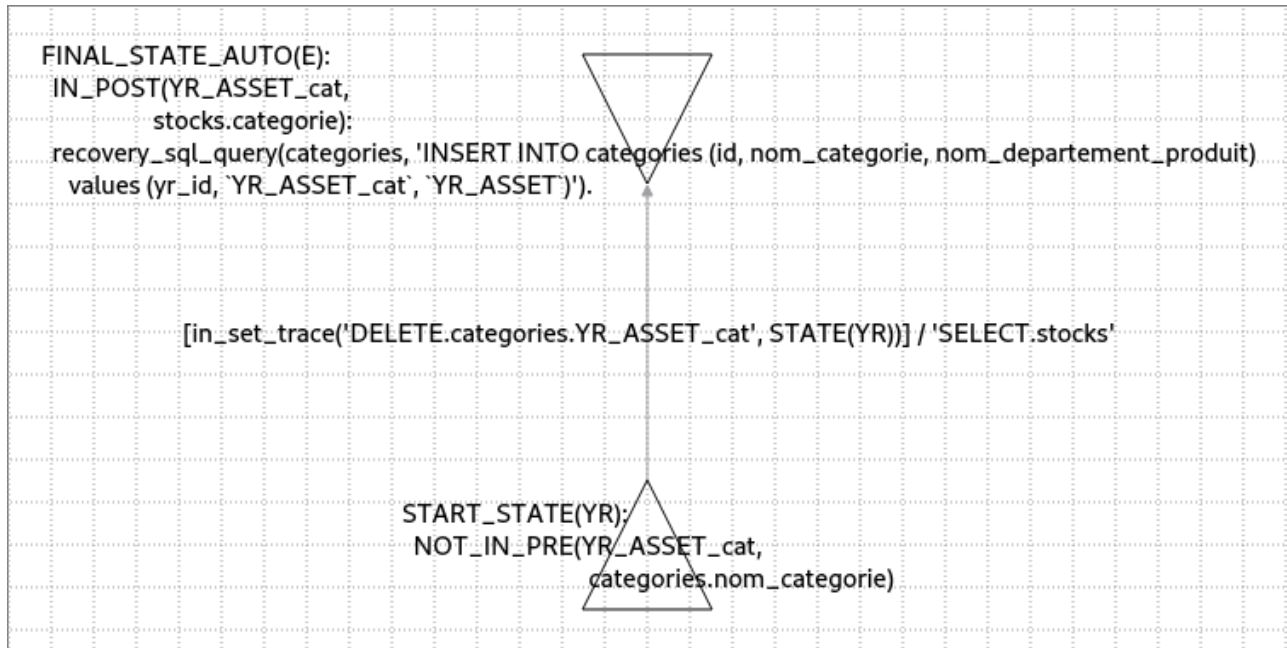 FINAL_STATE_AUTO(E):
IN_POST(YR_ASSET_cat,
stocks.categorie):
recovery_sql_query(categories, 'INSERT INTO categories (id, nom_categorie, nom_departement_produit)
values (yr_id, `YR_ASSET_cat`, `YR_ASSET`)').
[in_set_trace('DELETE.categories.YR_ASSET_cat', STATE(YR))] / 'SELECT.stocks'
START_STATE(YR):
NOT_IN_PRE(YR_ASSET_cat,
categories.nom_categorie)